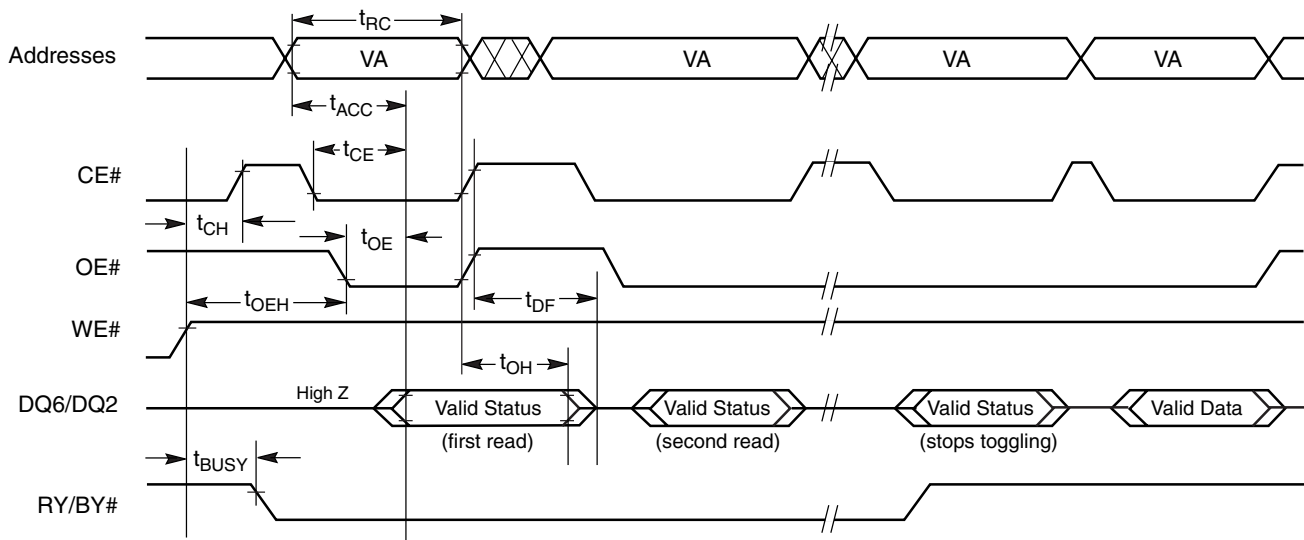 tRC
Addresses VA VA VA VA
tACC
tCE
CE#
tCH
tOE
OE#
tOEH
tDF
WE#
tOH
High Z
DQ6/DQ2 Valid Status Valid Status Valid Status Valid Data
(first read) (second read) (stops toggling)
tBUSY
RY/BY#